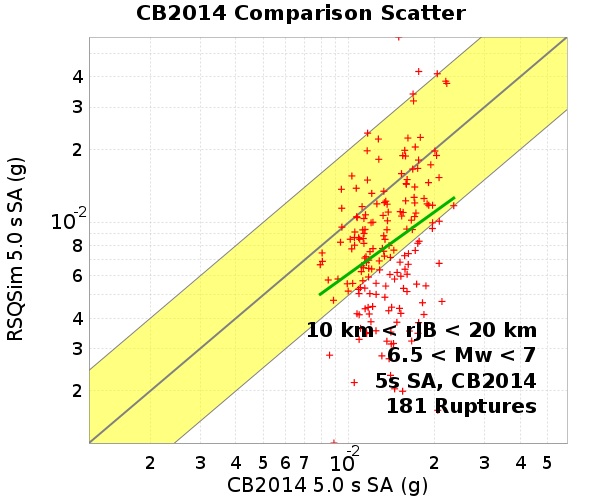 CB2014 Comparison Scatter
RSQSim 5.0 s SA (g)
4
3
2
10-2
8
6
4
3
2
10 km < rJB < 20 km
6.5 < Mw < 7
5s SA, CB2014
181 Ruptures
2 3 4 5 6 7 10-2 2 3 4 5
CB2014 5.0 s SA (g)